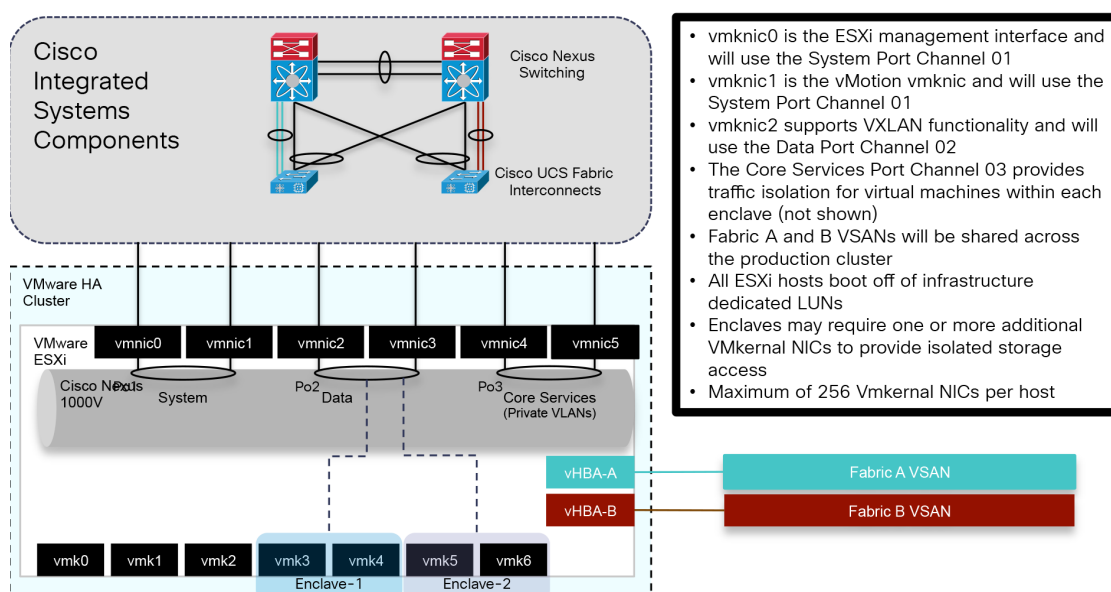 Cisco
Integrated
Systems
Components
Cisco Nexus
Switching
Cisco UCS Fabric
Interconnects
VMware HA
Cluster
VMware
ESXi
vmnic0
vmnic1
vmnic2
vmnic3
vmnic4
vmnic5
Cisco Nexus
1000V
Po1
System
Po2
Data
Po3
Core Services
(Private VLANs)
vHBA-A
vHBA-B
Fabric A VSAN
Fabric B VSAN
vmk0
vmk1
vmk2
vmk3
vmk4
vmk5
vmk6
Enclave-1
Enclave-2
• vmknic0 is the ESXi management interface and
will use the System Port Channel 01
• vmknic1 is the vMotion vmknic and will use the
System Port Channel 01
• vmknic2 supports VXLAN functionality and will
use the Data Port Channel 02
• The Core Services Port Channel 03 provides
traffic isolation for virtual machines within each
enclave (not shown)
• Fabric A and B VSANs will be shared across
the production cluster
• All ESXi hosts boot off of infrastructure
dedicated LUNs
• Enclaves may require one or more additional
VMkernal NICs to provide isolated storage
access
• Maximum of 256 Vmkernal NICs per host